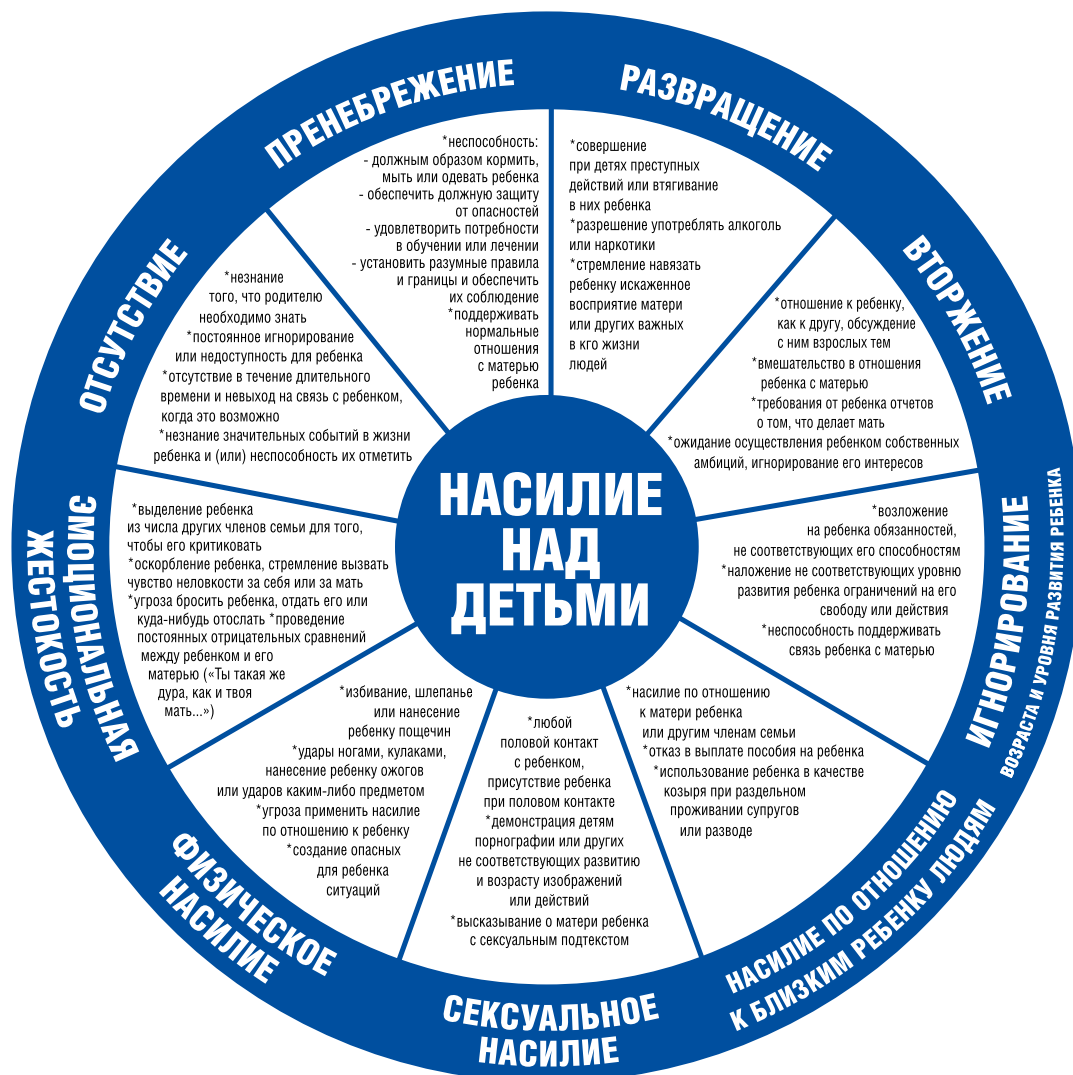 НАСИЛИЕ
НАД
ДЕТЬМИ
ПРЕНЕБРЕЖЕНИЕ
*неспособность:
- должным образом кормить,
мыть или одевать ребенка
- обеспечить должную защиту
от опасностей
- удовлетворить потребности
в обучении или лечении
- установить разумные правила
и границы и обеспечить
их соблюдение
*поддерживать
нормальные
отношения
с матерью
ребенка
РАЗВРАЩЕНИЕ
*совершение
при детях преступных
действий или втягивание
в них ребенка
*разрешение употреблять алкоголь
или наркотики
*стремление навязать
ребенку искаженное
восприятие матери
или других важных
в кго жизни
людей
ВТОРЖЕНИЕ
*отношение к ребенку,
как к другу, обсуждение
с ним взрослых тем
*вмешательство в отношения
ребенка с матерью
*требования от ребенка отчетов
о том, что делает мать
*ожидание осуществления ребенком собственных
амбиций, игнорирование его интересов
ИГНОРИРОВАНИЕ
ВОЗРАСТА И УРОВНЯ РАЗВИТИЯ РЕБЕНКА
*возложение
на ребенка обязанностей,
не соответствующих его способностям
*наложение не соответствующих уровню
развития ребенка ограничений на его
свободу или действия
*неспособность поддерживать
связь ребенка с матерью
НАСИЛИЕ ПО ОТНОШЕНИЮ
К БЛИЗКИМ РЕБЕНКУ ЛЮДЯМ
*насилие по отношению
к матери ребенка
или другим членам семьи
*отказ в выплате пособия на ребенка
*использование ребенка в качестве
козыря при раздельном
проживании супругов
или разводе
СЕКСУАЛЬНОЕ
НАСИЛИЕ
*любой
половой контакт
с ребенком,
присутствие ребенка
при половом контакте
*демонстрация детям
порнографии или других
не соответствующих развитию
и возрасту изображений
или действий
*высказывание о матери ребенка
с сексуальным подтекстом
ФИЗИЧЕСКОЕ
НАСИЛИЕ
*избивание, шлепанье
или нанесение
ребенку пощечин
*удары ногами, кулаками,
нанесение ребенку ожогов
или ударов каким-либо предметом
*угроза применить насилие
по отношению к ребенку
*создание опасных
для ребенка
ситуаций
ЭМОЦИОНАЛЬНАЯ
ЖЕСТОКОСТЬ
*выделение ребенка
из числа других членов семьи для того,
чтобы его критиковать
*оскорбление ребенка, стремление вызвать
чувство неловкости за себя или за мать
*угроза бросить ребенка, отдать его или
куда-нибудь отослать *проведение
постоянных отрицательных сравнений
между ребенком и его
матерью («Ты такая же
дура, как и твоя
мать...»)
ОТСУТСТВИЕ
*незнание
того, что родителю
необходимо знать
*постоянное игнорирование
или недоступность для ребенка
*отсутствие в течение длительного
времени и невыход на связь с ребенком,
когда это возможно
*незнание значительных событий в жизни
ребенка и (или) неспособность их отметить